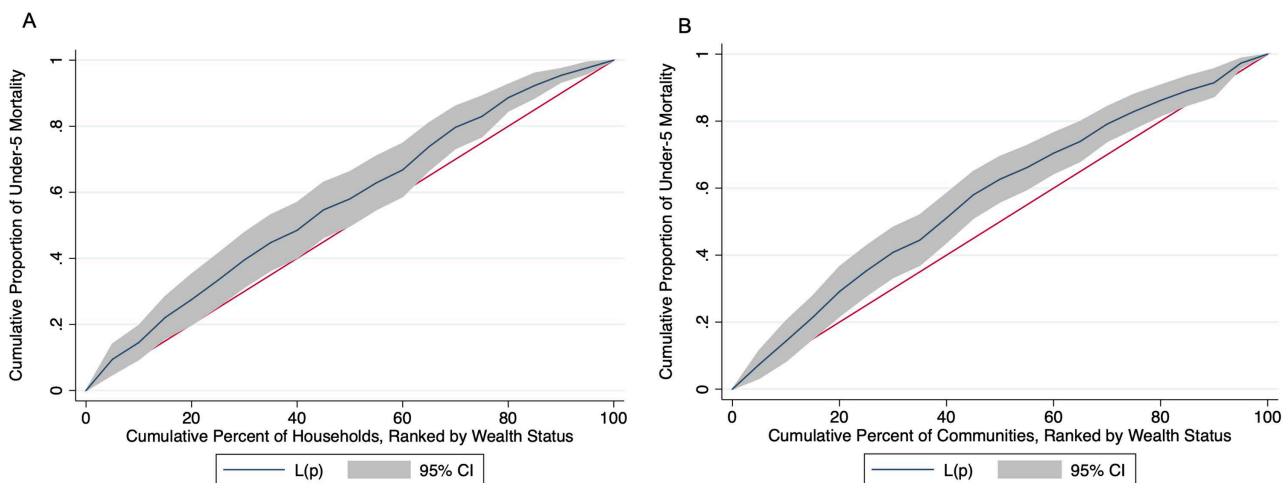 A
Cumulative Proportion of Under-5 Mortality
1
.8
.6
.4
.2
0
0 20 40 60 80 100
Cumulative Percent of Households, Ranked by Wealth Status
L(p) 95% CI
B
Cumulative Proportion of Under-5 Mortality
1
.8
.6
.4
.2
0
0 20 40 60 80 100
Cumulative Percent of Communities, Ranked by Wealth Status
L(p) 95% CI